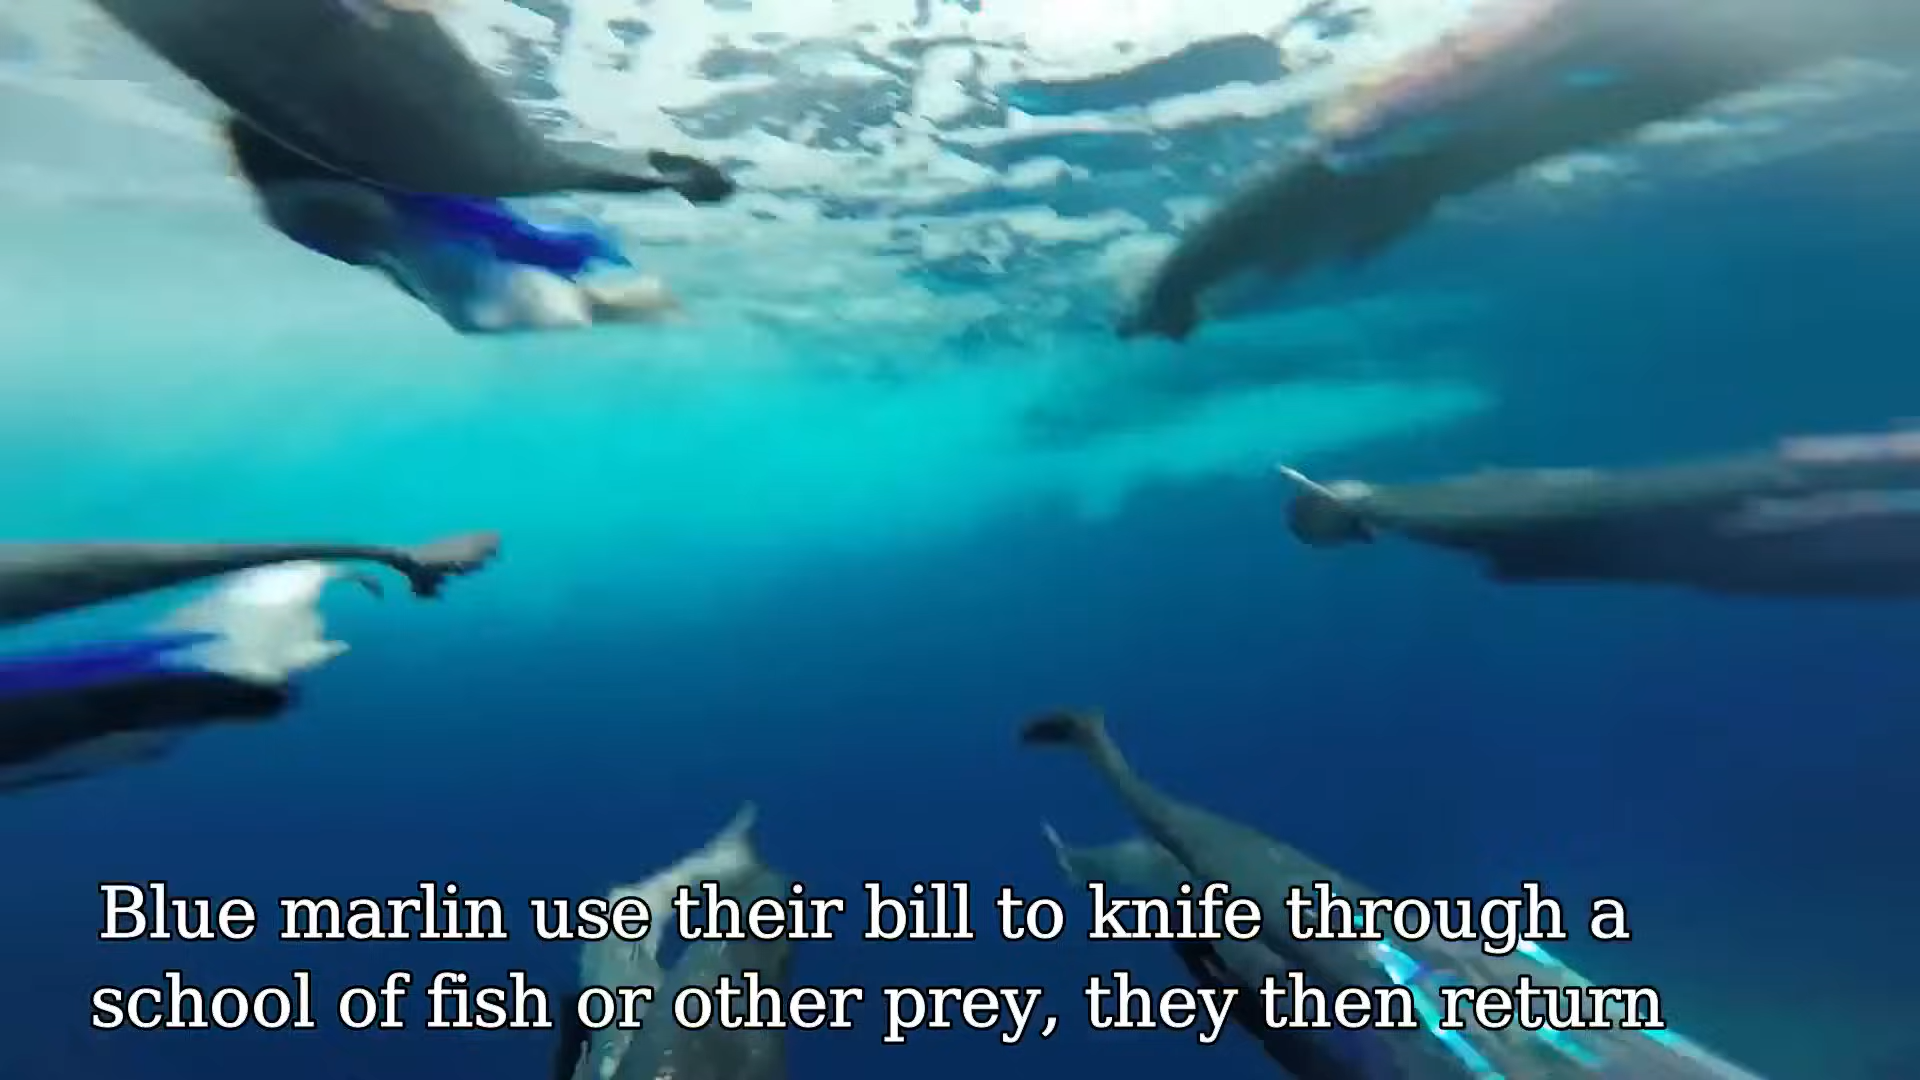 Blue marlin use their bill to knife through a
school of fish or other prey, they then return